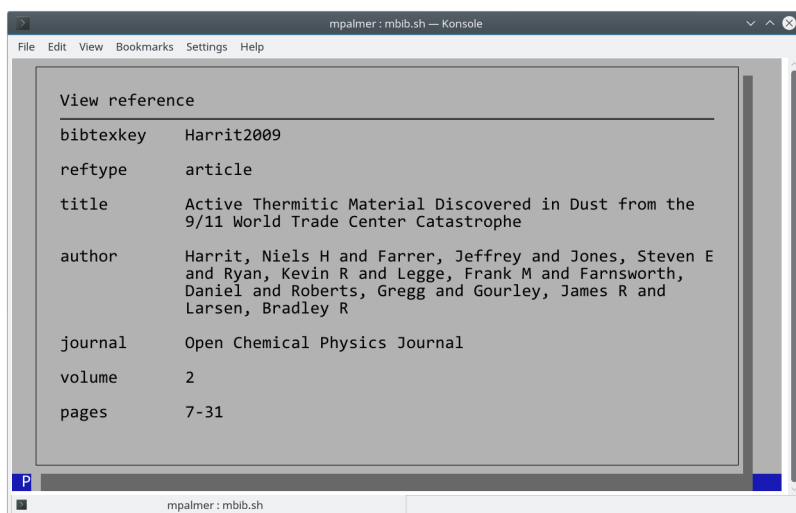 mpalmer : mbib.sh — Konsole
File Edit View Bookmarks Settings Help
View reference
bibtexkey Harrit2009
reftype article
title Active Thermitic Material Discovered in Dust from the
9/11 World Trade Center Catastrophe
author Harrit, Niels H and Farrer, Jeffrey and Jones, Steven E
and Ryan, Kevin R and Legge, Frank M and Farnsworth,
Daniel and Roberts, Gregg and Gourley, James R and
Larsen, Bradley R
journal Open Chemical Physics Journal
volume 2
pages 7-31
P
mpalmer : mbib.sh